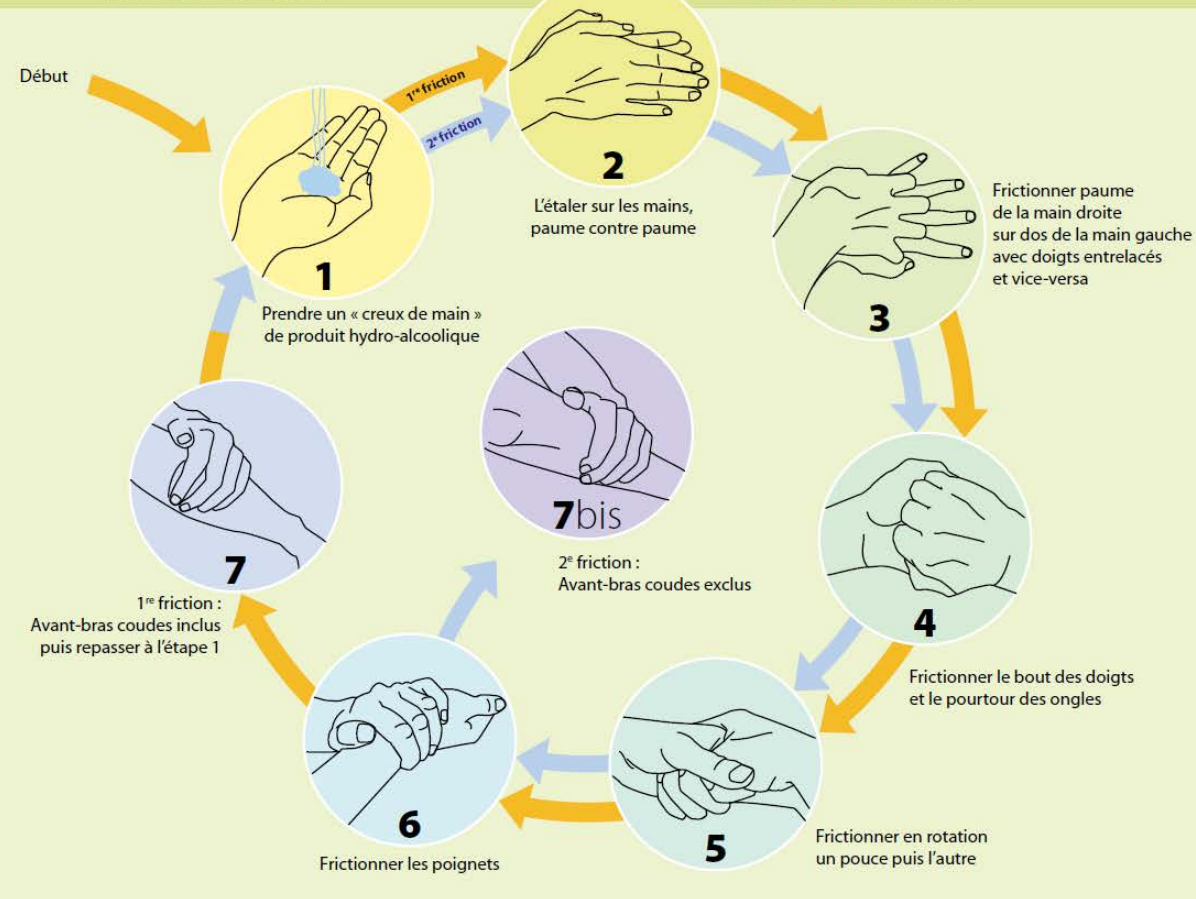 Début
1re friction
2e friction
1
Prendre un « creux de main »
de produit hydro-alcoolique
2
L'étaler sur les mains,
paume contre paume
3
Frictionner paume
de la main droite
sur dos de la main gauche
avec doigts entrelacés
et vice-versa
4
Frictionner le bout des doigts
et le pourtour des ongles
5
Frictionner en rotation
un pouce puis l'autre
6
Frictionner les poignets
7
1re friction :
Avant-bras coudes inclus
puis repasser à l'étape 1
7bis
2e friction :
Avant-bras coudes exclus